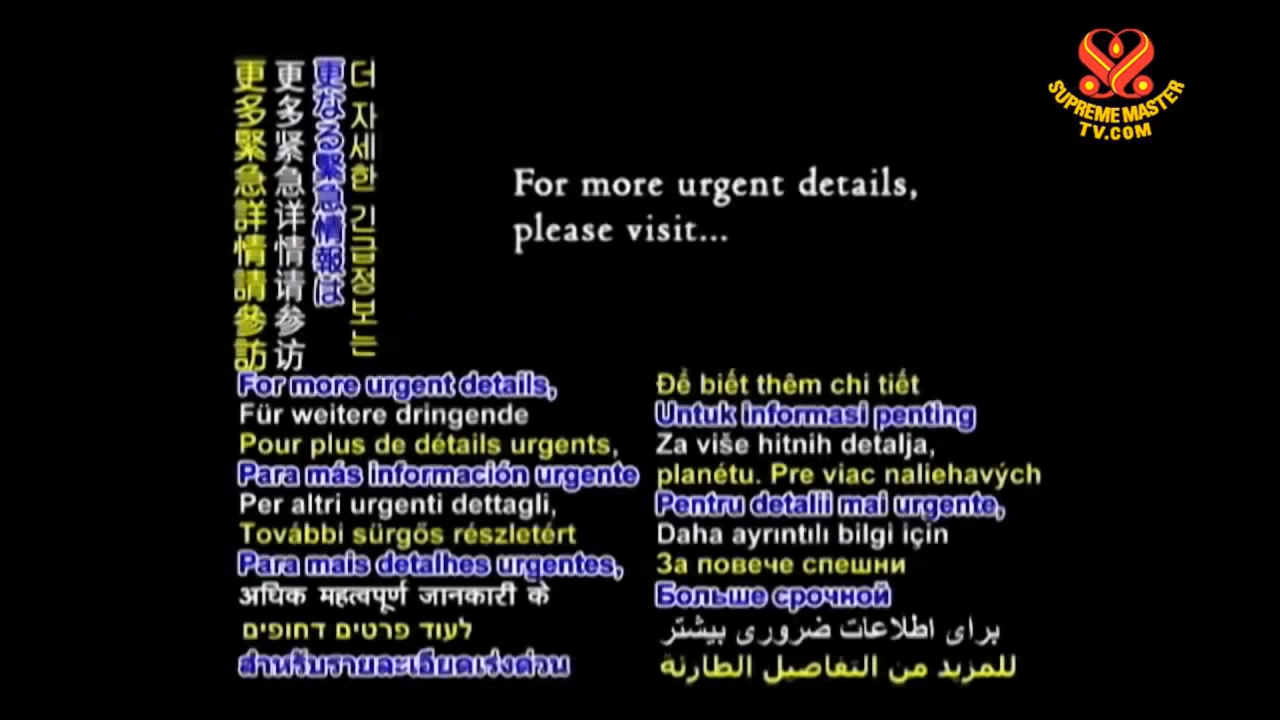 更多緊急詳情請參訪
更多紧急详情请参访
更なる緊急情報は
더 자세한 긴급정보는
SUPREME MASTER
TV.COM
For more urgent details,
please visit...
For more urgent details,
Für weitere dringende
Pour plus de détails urgents,
Para más información urgente
Per altri urgenti dettagli,
További sürgős részletért
Para mais detalhes urgentes,
अधिक महत्वपूर्ण जानकारी के
לעוד פרטים דחופים
สำหรับรายละเอียดเร่งด่วน
Để biết thêm chi tiết
Untuk informasi penting
Za više hitnih detalja,
planétu. Pre viac naliehavých
Pentru detalii mai urgente,
Daha ayrıntılı bilgi için
За повече спешни
Больше срочной
برای اطلاعات ضروری بیشتر
للمزيد من التفاصيل الطارئة